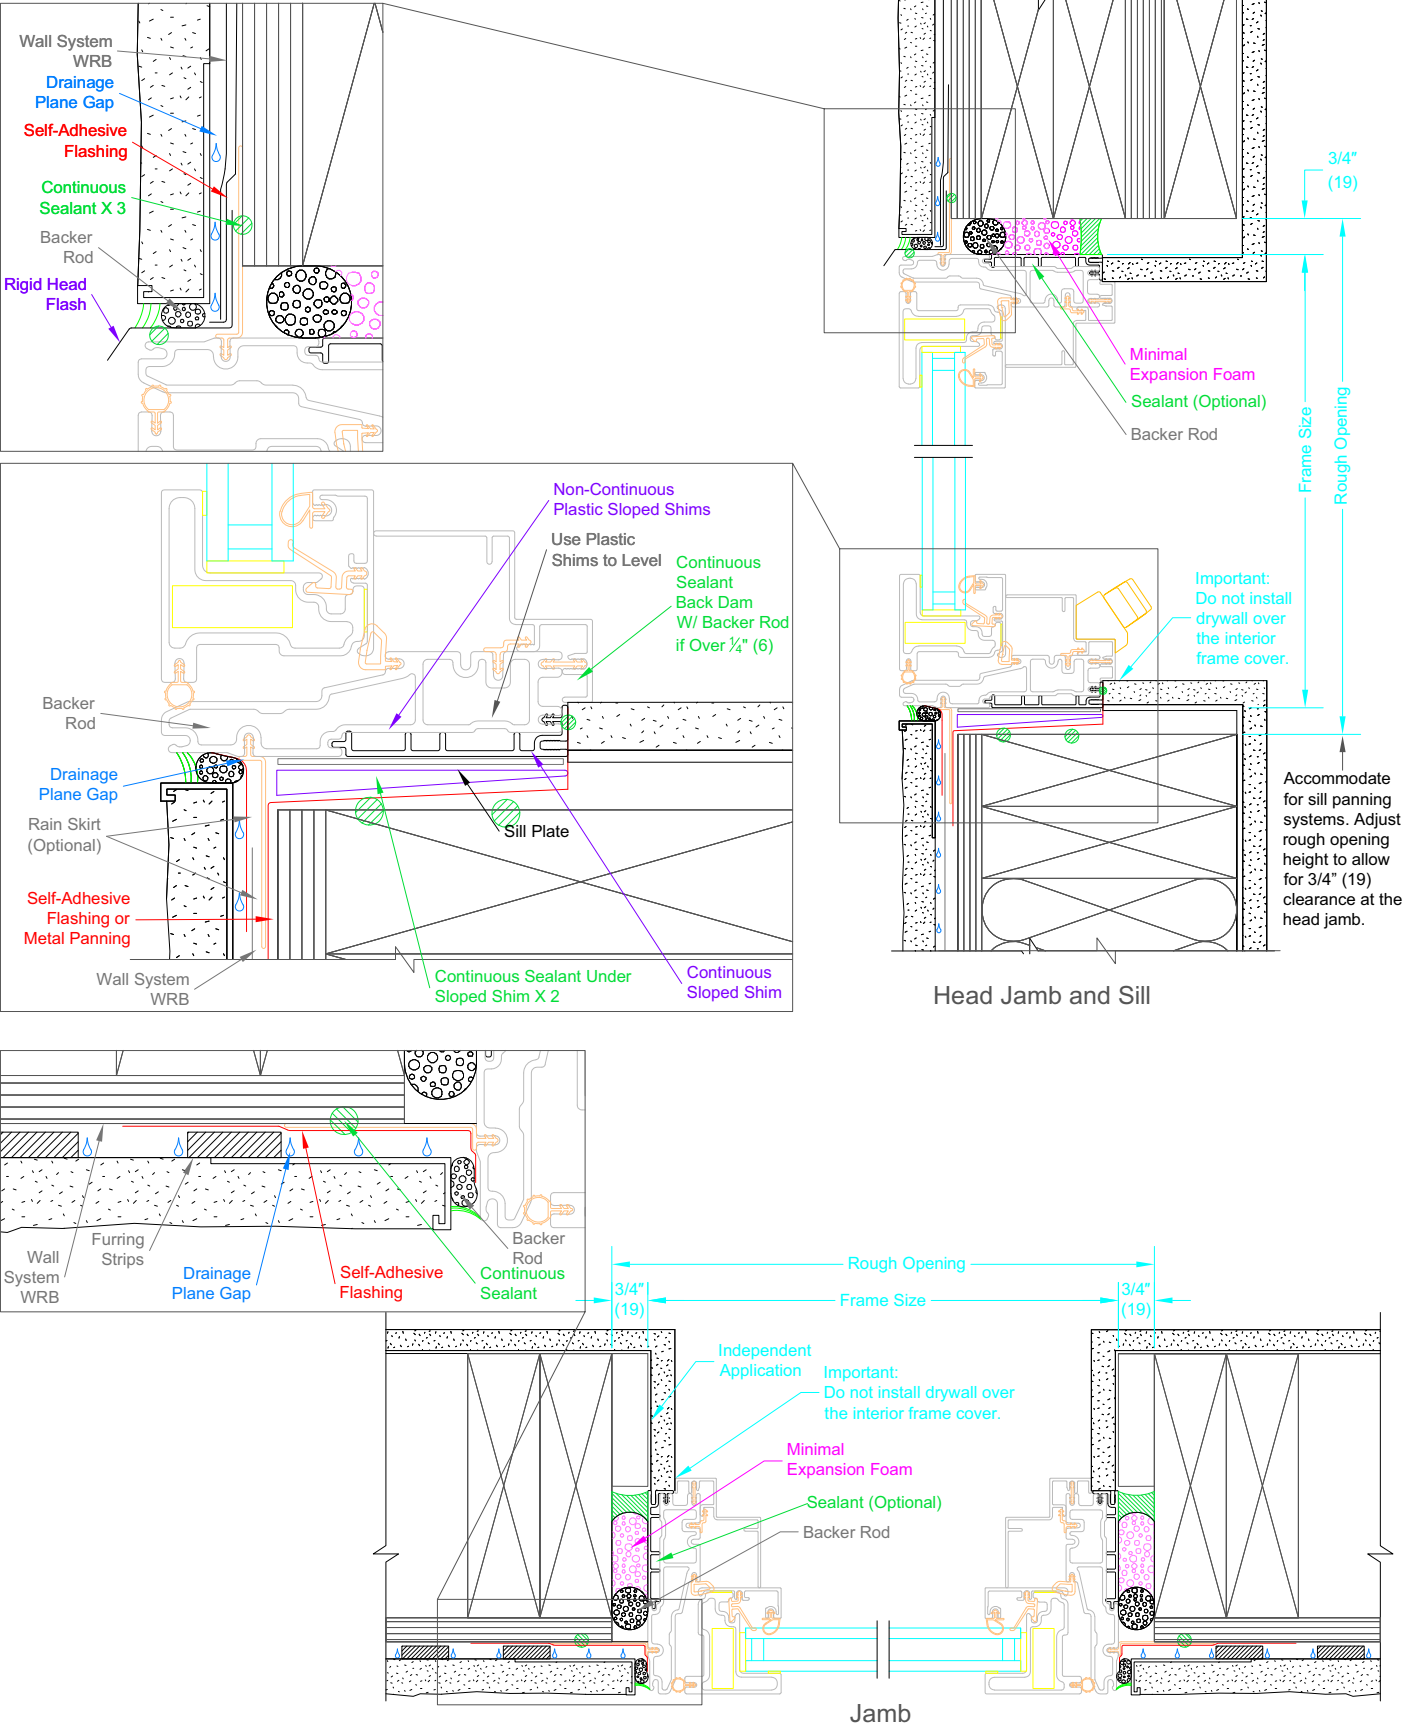 Wall System
WRB
Drainage
Plane Gap
Self-Adhesive
Flashing
Continuous
Sealant X 3
Backer
Rod
Rigid Head
Flash
3/4"
(19)
Minimal
Expansion Foam
Sealant (Optional)
Backer Rod
Frame Size
Rough Opening
Non-Continuous
Plastic Sloped Shims
Use Plastic
Shims to Level
Continuous
Sealant
Back Dam
W/ Backer Rod
if Over ¼" (6)
Backer
Rod
Drainage
Plane Gap
Rain Skirt
(Optional)
Sill Plate
Self-Adhesive
Flashing or
Metal Panning
Wall System
WRB
Continuous Sealant Under
Sloped Shim X 2
Continuous
Sloped Shim
Important:
Do not install
drywall over
the interior
frame cover.
Accommodate
for sill panning
systems. Adjust
rough opening
height to allow
for 3/4" (19)
clearance at the
head jamb.
Head Jamb and Sill
Wall
System
WRB
Furring
Strips
Drainage
Plane Gap
Self-Adhesive
Flashing
Backer
Rod
Continuous
Sealant
Rough Opening
3/4"
(19)
Frame Size
3/4"
(19)
Independent
Application
Important:
Do not install drywall over
the interior frame cover.
Minimal
Expansion Foam
Sealant (Optional)
Backer Rod
Jamb